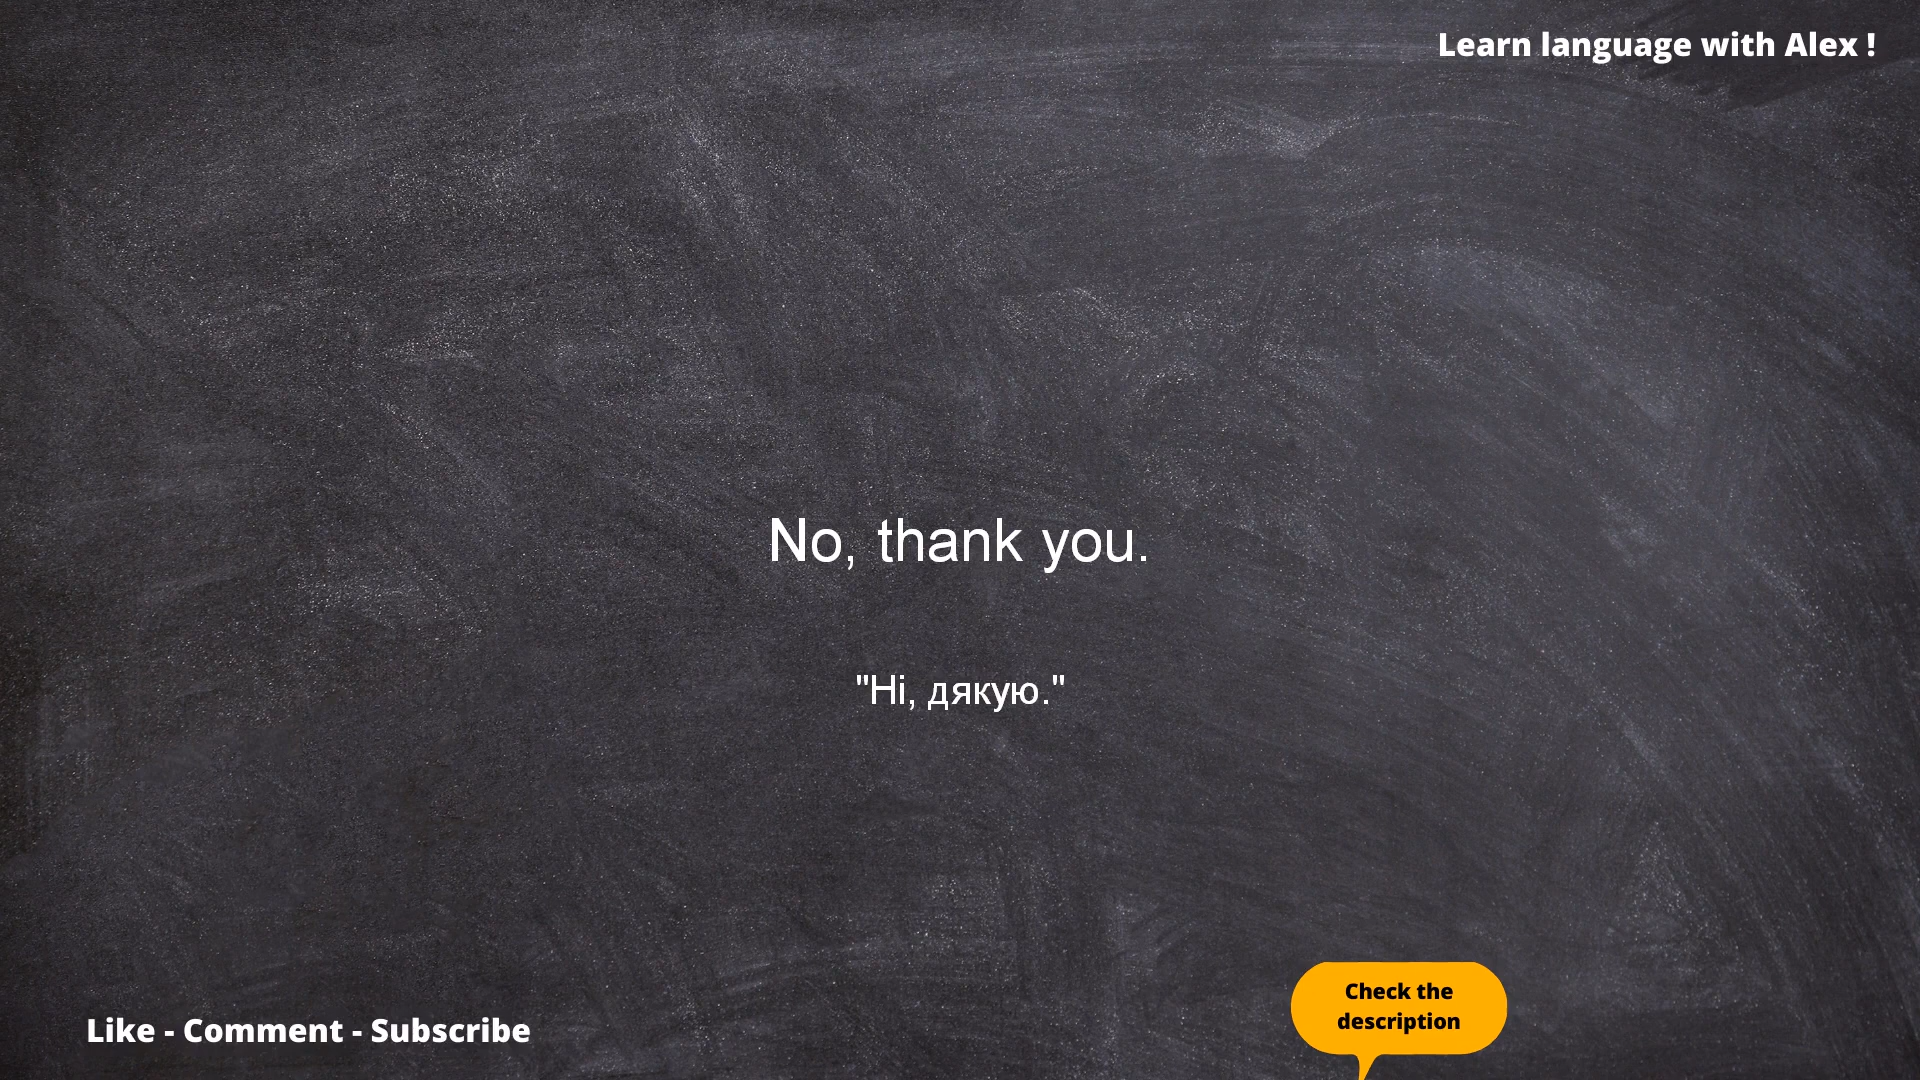 Learn language with Alex !
No, thank you.
"Ні, дякую."
Check the
description
Like - Comment - Subscribe